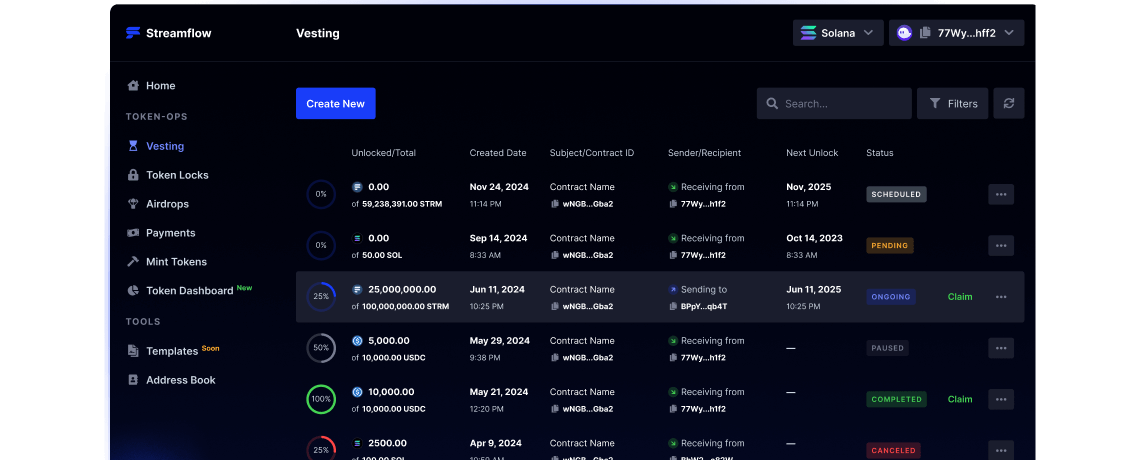 Streamflow
Vesting
Solana
77Wy...hff2
Home
TOKEN-OPS
Vesting
Token Locks
Airdrops
Payments
Mint Tokens
Token Dashboard New
TOOLS
Templates Soon
Address Book
Create New
Search...
Filters
Unlocked/Total Created Date Subject/Contract ID Sender/Recipient Next Unlock Status
0% 0.00 Nov 24, 2024 Contract Name Receiving from Nov, 2025 SCHEDULED
of 59,238,391.00 STRM 11:14 PM wNGB...Gba2 77Wy...h1f2 11:14 PM
0% 0.00 Sep 14, 2024 Contract Name Receiving from Oct 14, 2023 PENDING
of 50.00 SOL 8:33 AM wNGB...Gba2 77Wy...h1f2 8:33 AM
25% 25,000,000.00 Jun 11, 2024 Contract Name Sending to Jun 11, 2025 ONGOING Claim
of 100,000,000.00 STRM 10:25 PM wNGB...Gba2 BPpY...qb4T 10:25 PM
50% 5,000.00 May 29, 2024 Contract Name Receiving from — PAUSED
of 10,000.00 USDC 9:38 PM wNGB...Gba2 77Wy...h1f2
100% 10,000.00 May 21, 2024 Contract Name Receiving from — COMPLETED Claim
of 10,000.00 USDC 12:20 PM wNGB...Gba2 77Wy...h1f2
25% 2500.00 Apr 9, 2024 Contract Name Receiving from — CANCELED
of 100.00 SOL 10:59 AM wNGB...Gba2